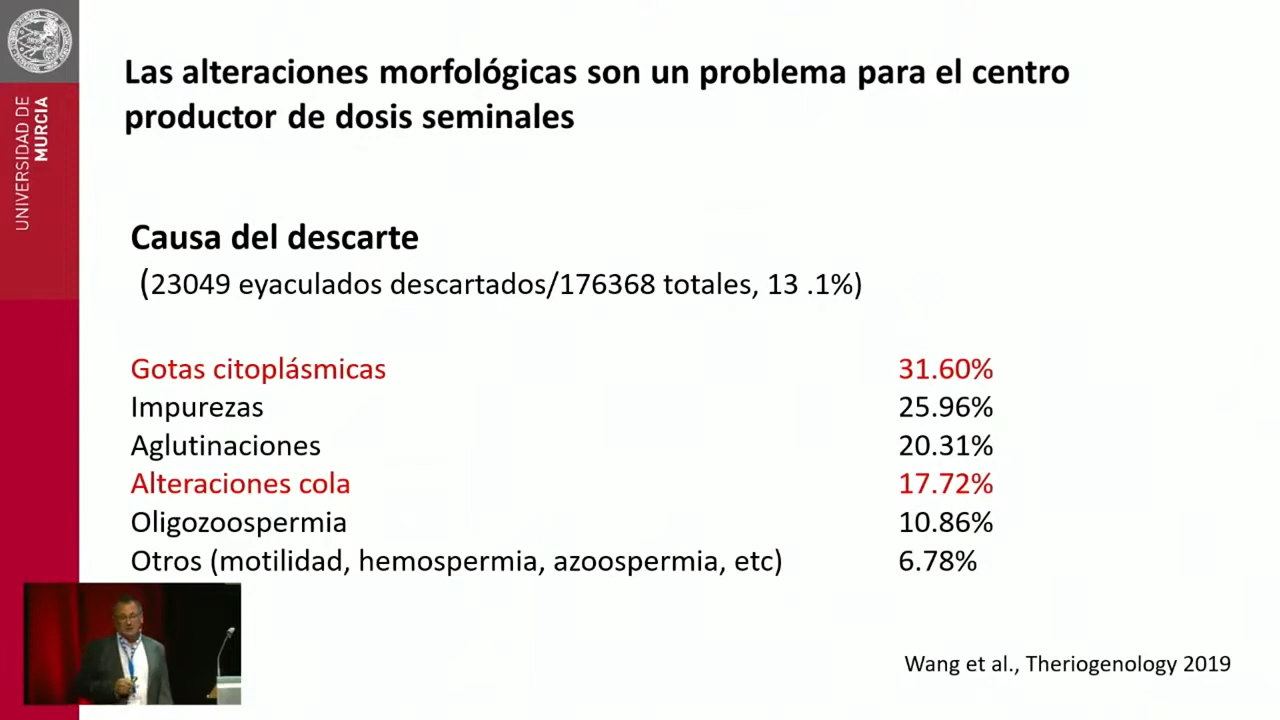 UNIVERSIDAD DE
MURCIA
Las alteraciones morfológicas son un problema para el centro
productor de dosis seminales
Causa del descarte
(23049 eyaculados descartados/176368 totales, 13 .1%)
Gotas citoplásmicas 31.60%
Impurezas 25.96%
Aglutinaciones 20.31%
Alteraciones cola 17.72%
Oligozoospermia 10.86%
Otros (motilidad, hemospermia, azoospermia, etc) 6.78%
Wang et al., Theriogenology 2019